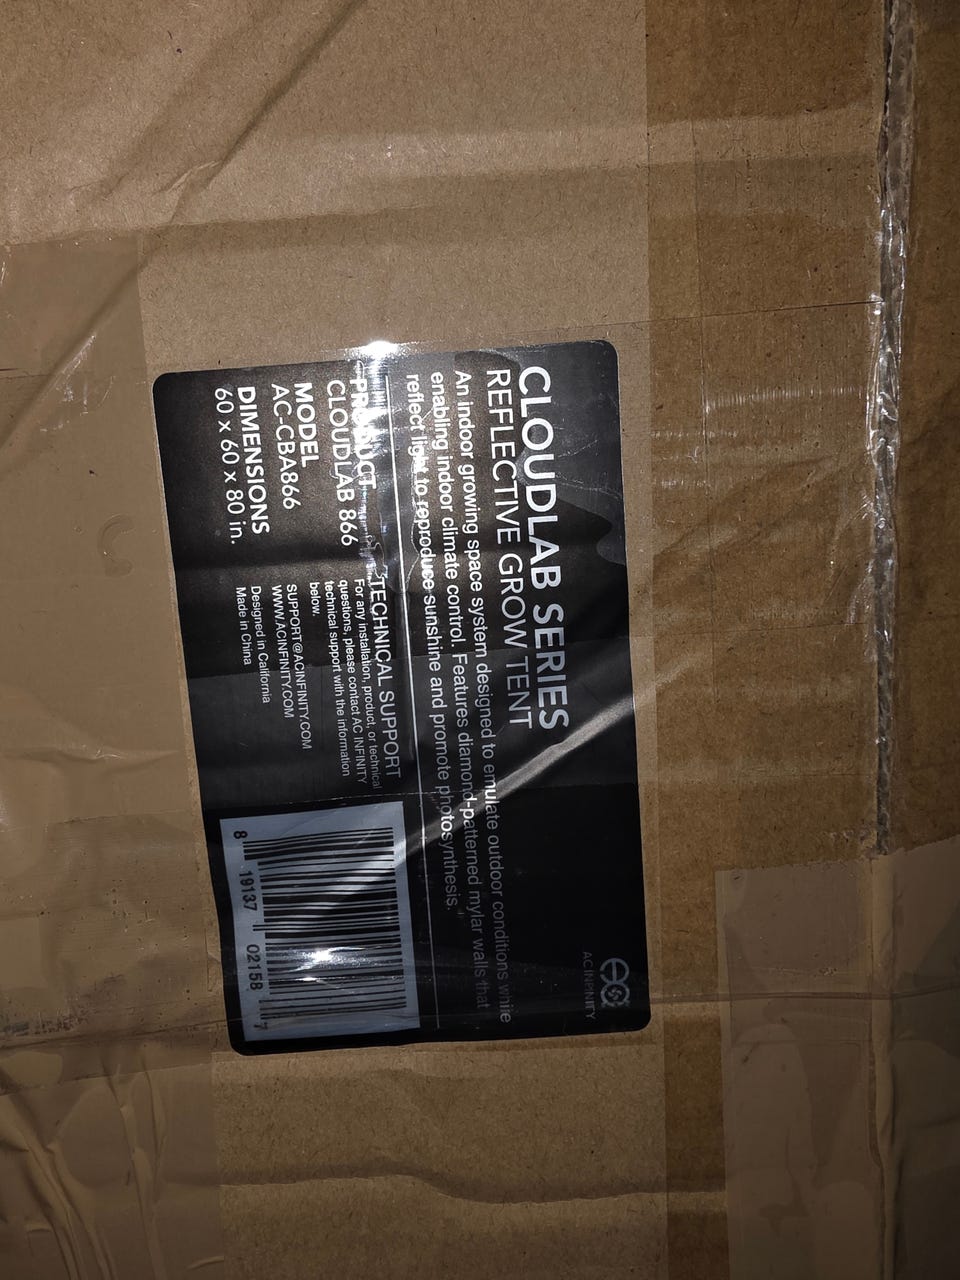 CLOUDLAB SERIES
REFLECTIVE GROW TENT
AC INFINITY
An indoor growing space system designed to emulate outdoor conditions while
enabling indoor climate control. Features diamond-patterned mylar walls that
reflect light to reproduce sunshine and promote photosynthesis.
PRODUCT
CLOUDLAB 866
MODEL
AC-CBA866
DIMENSIONS
60 x 60 x 80 in.
TECHNICAL SUPPORT
For any installation, product, or technical
questions, please contact AC INFINITY
technical support with the information
below.
SUPPORT@ACINFINITY.COM
WWW.ACINFINITY.COM
Designed in California
Made in China
8 19137 02158 7